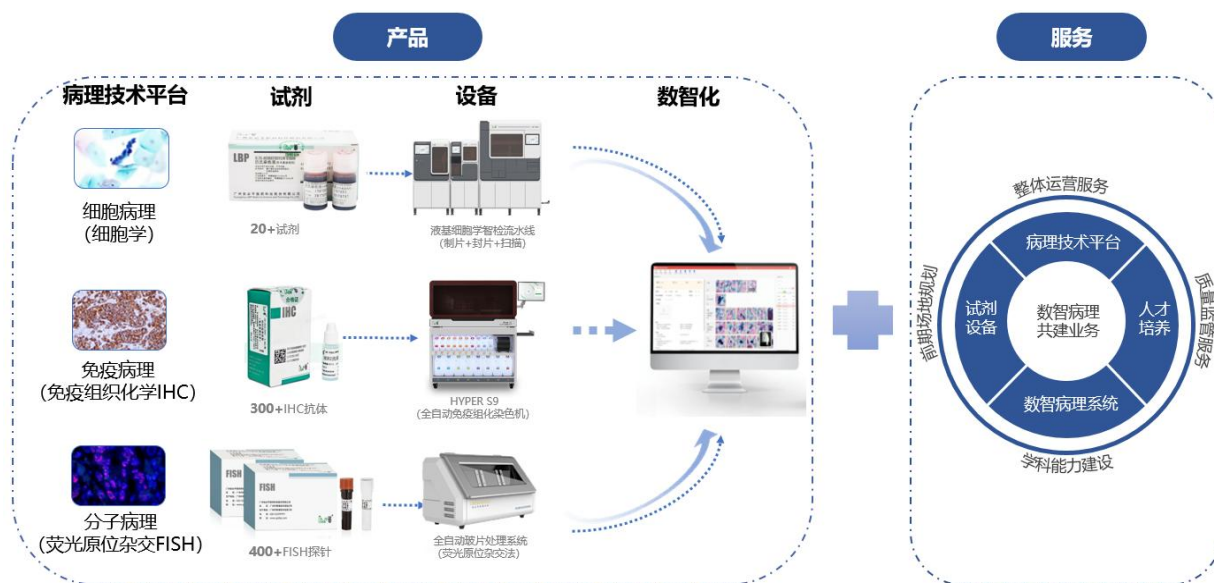 产品
服务
病理技术平台
试剂
设备
数智化
LBP
细胞病理
(细胞学)
20+试剂
液基细胞学智检流水线
(制片+封片+扫描)
IHC
免疫病理
(免疫组织化学IHC)
300+IHC抗体
HYPER S9
(全自动免疫组化染色机)
FISH
FISH
分子病理
(荧光原位杂交FISH)
400+FISH探针
全自动玻片处理系统
(荧光原位杂交法)
整体运营服务
前期场地规划
质量监管服务
学科能力建设
病理技术平台
试剂
设备
数智病理
共建业务
人才
培养
数智病理系统